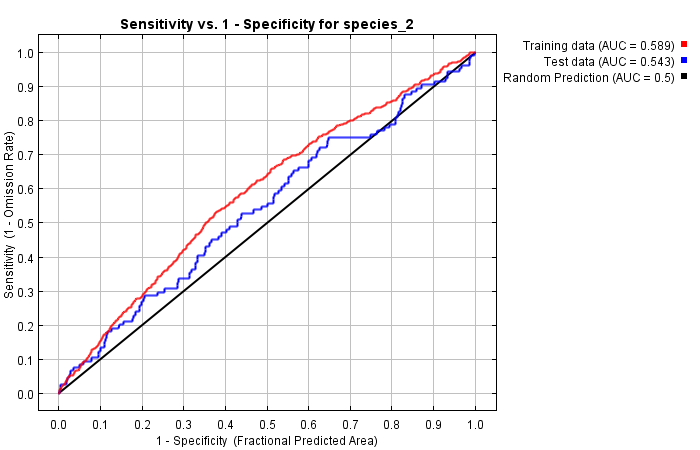 Sensitivity vs. 1 - Specificity for species_2
Training data (AUC = 0.589)
Test data (AUC = 0.543)
Random Prediction (AUC = 0.5)
Sensitivity (1 - Omission Rate)
1.0
0.9
0.8
0.7
0.6
0.5
0.4
0.3
0.2
0.1
0.0
0.0 0.1 0.2 0.3 0.4 0.5 0.6 0.7 0.8 0.9 1.0
1 - Specificity (Fractional Predicted Area)